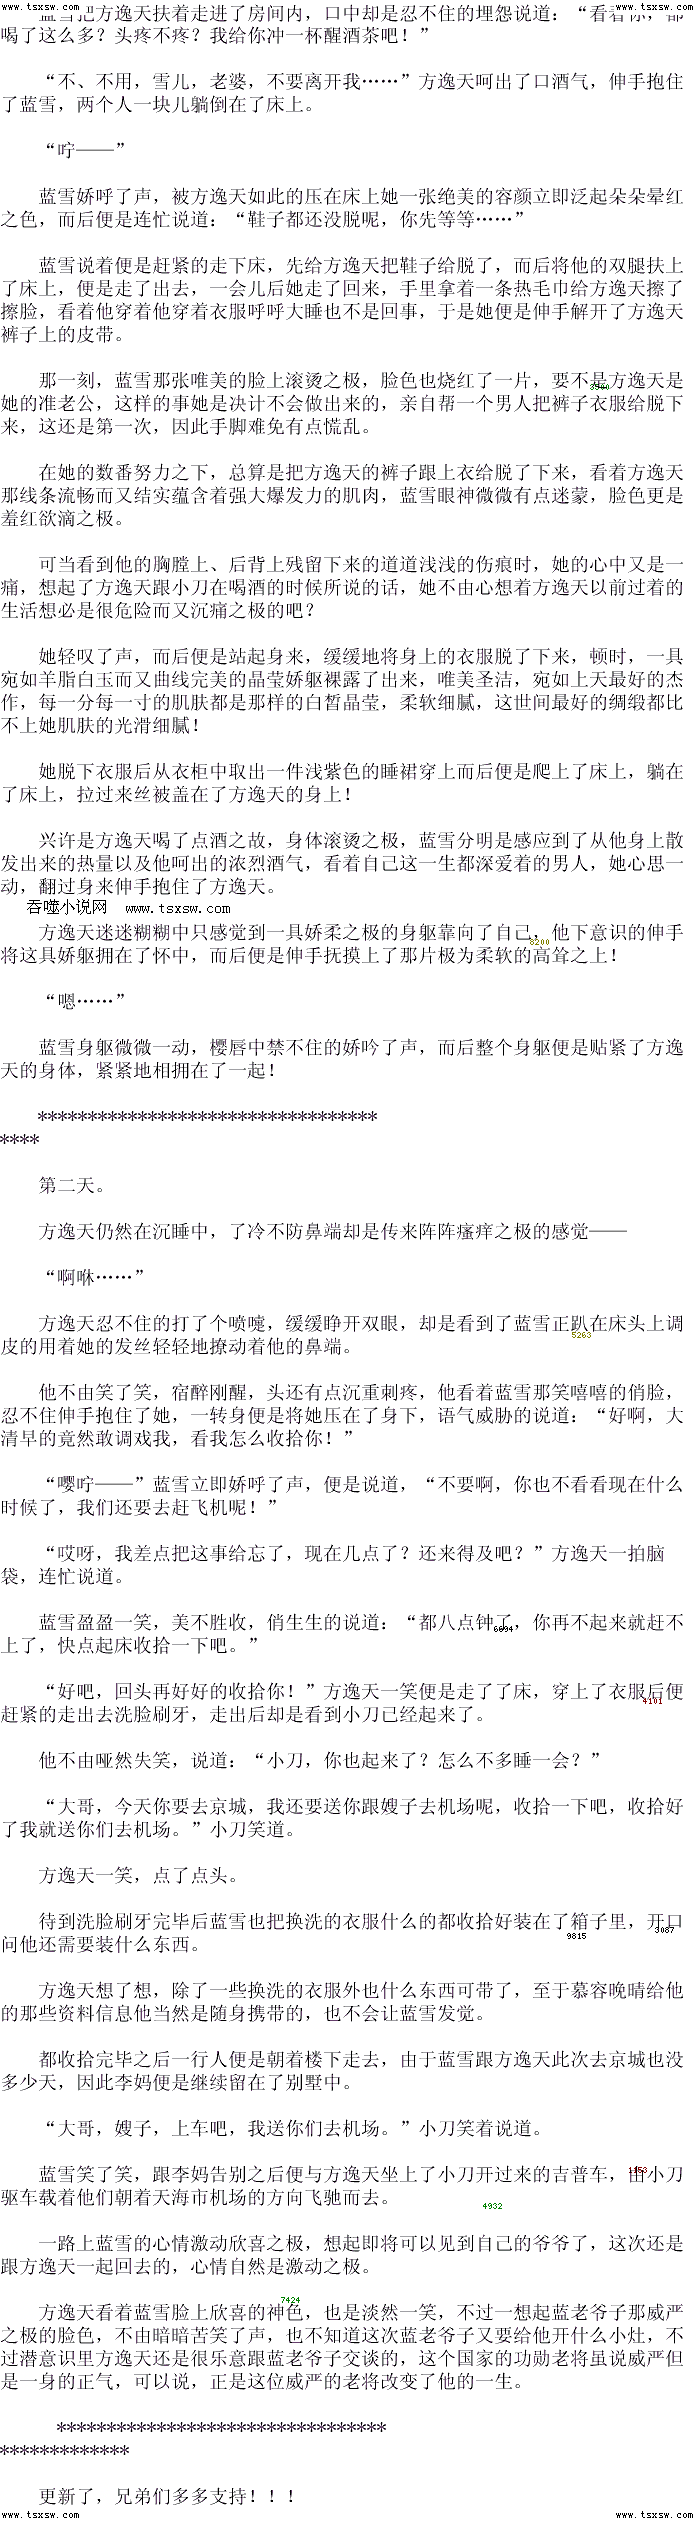 www.tsxsw.com www.tsxsw.com
蓝雪把方逸天扶着走进了房间内，口中却是忍不住的埋怨说道：“看看你，都
喝了这么多？头疼不疼？我给你冲一杯醒酒茶吧！”
“不、不用，雪儿，老婆，不要离开我……”方逸天呵出了口酒气，伸手抱住
了蓝雪，两个人一块儿躺倒在了床上。
“咛——”
蓝雪娇呼了声，被方逸天如此的压在床上她一张绝美的容颜立即泛起朵朵晕红
之色，而后便是连忙说道：“鞋子都还没脱呢，你先等等……”
蓝雪说着便是赶紧的走下床，先给方逸天把鞋子给脱了，而后将他的双腿扶上
了床上，便是走了出去，一会儿后她走了回来，手里拿着一条热毛巾给方逸天擦了
擦脸，看着他穿着他穿着衣服呼呼大睡也不是回事，于是她便是伸手解开了方逸天
裤子上的皮带。
那一刻，蓝雪那张唯美的脸上滚烫之极，脸色也烧红了一片，要不是方逸天是
3560
她的准老公，这样的事她是决计不会做出来的，亲自帮一个男人把裤子衣服给脱下
来，这还是第一次，因此手脚难免有点慌乱。
在她的数番努力之下，总算是把方逸天的裤子跟上衣给脱了下来，看着方逸天
那线条流畅而又结实蕴含着强大爆发力的肌肉，蓝雪眼神微微有点迷蒙，脸色更是
羞红欲滴之极。
可当看到他的胸膛上、后背上残留下来的道道浅浅的伤痕时，她的心中又是一
痛，想起了方逸天跟小刀在喝酒的时候所说的话，她不由心想着方逸天以前过着的
生活想必是很危险而又沉痛之极的吧？
她轻叹了声，而后便是站起身来，缓缓地将身上的衣服脱了下来，顿时，一具
宛如羊脂白玉而又曲线完美的晶莹娇躯裸露了出来，唯美圣洁，宛如上天最好的杰
作，每一分每一寸的肌肤都是那样的白皙晶莹，柔软细腻，这世间最好的绸缎都比
不上她肌肤的光滑细腻！
她脱下衣服后从衣柜中取出一件浅紫色的睡裙穿上而后便是爬上了床上，躺在
了床上，拉过来丝被盖在了方逸天的身上！
兴许是方逸天喝了点酒之故，身体滚烫之极，蓝雪分明是感应到了从他身上散
发出来的热量以及他呵出的浓烈酒气，看着自己这一生都深爱着的男人，她心思一
动，翻过身来伸手抱住了方逸天。
吞噬小说网 www.tsxsw.com
方逸天迷迷糊糊中只感觉到一具娇柔之极的身躯靠向了自己，他下意识的伸手
8200
将这具娇躯拥在了怀中，而后便是伸手抚摸上了那片极为柔软的高耸之上！
“嗯……”
蓝雪身躯微微一动，樱唇中禁不住的娇吟了声，而后整个身躯便是贴紧了方逸
天的身体，紧紧地相拥在了一起！
**********************************
****
第二天。
方逸天仍然在沉睡中，了冷不防鼻端却是传来阵阵瘙痒之极的感觉——
“啊咻……”
方逸天忍不住的打了个喷嚏，缓缓睁开双眼，却是看到了蓝雪正趴在床头上调
5263
皮的用着她的发丝轻轻地撩动着他的鼻端。
他不由笑了笑，宿醉刚醒，头还有点沉重刺疼，他看着蓝雪那笑嘻嘻的俏脸，
忍不住伸手抱住了她，一转身便是将她压在了身下，语气威胁的说道：“好啊，大
清早的竟然敢调戏我，看我怎么收拾你！”
“嘤咛——”蓝雪立即娇呼了声，便是说道，“不要啊，你也不看看现在什么
时候了，我们还要去赶飞机呢！”
“哎呀，我差点把这事给忘了，现在几点了？还来得及吧？”方逸天一拍脑
袋，连忙说道。
蓝雪盈盈一笑，美不胜收，俏生生的说道：“都八点钟了，你再不起来就赶不
6694
上了，快点起床收拾一下吧。”
“好吧，回头再好好的收拾你！”方逸天一笑便是走了了床，穿上了衣服后便
4101
赶紧的走出去洗脸刷牙，走出后却是看到小刀已经起来了。
他不由哑然失笑，说道：“小刀，你也起来了？怎么不多睡一会？”
“大哥，今天你要去京城，我还要送你跟嫂子去机场呢，收拾一下吧，收拾好
了我就送你们去机场。”小刀笑道。
方逸天一笑，点了点头。
待到洗脸刷牙完毕后蓝雪也把换洗的衣服什么的都收拾好装在了箱子里，开口
9815 3087
问他还需要装什么东西。
方逸天想了想，除了一些换洗的衣服外也什么东西可带了，至于慕容晚晴给他
的那些资料信息他当然是随身携带的，也不会让蓝雪发觉。
都收拾完毕之后一行人便是朝着楼下走去，由于蓝雪跟方逸天此次去京城也没
多少天，因此李妈便是继续留在了别墅中。
“大哥，嫂子，上车吧，我送你们去机场。”小刀笑着说道。
蓝雪笑了笑，跟李妈告别之后便与方逸天坐上了小刀开过来的吉普车，由小刀
1153
驱车载着他们朝着天海市机场的方向飞驰而去。
4932
一路上蓝雪的心情激动欣喜之极，想起即将可以见到自己的爷爷了，这次还是
跟方逸天一起回去的，心情自然是激动之极。
7424
方逸天看着蓝雪脸上欣喜的神色，也是淡然一笑，不过一想起蓝老爷子那威严
之极的脸色，不由暗暗苦笑了声，也不知道这次蓝老爷子又要给他开什么小灶，不
过潜意识里方逸天还是很乐意跟蓝老爷子交谈的，这个国家的功勋老将虽说威严但
是一身的正气，可以说，正是这位威严的老将改变了他的一生。
*********************************
*************
更新了，兄弟们多多支持！！！
www.tsxsw.com www.tsxsw.com